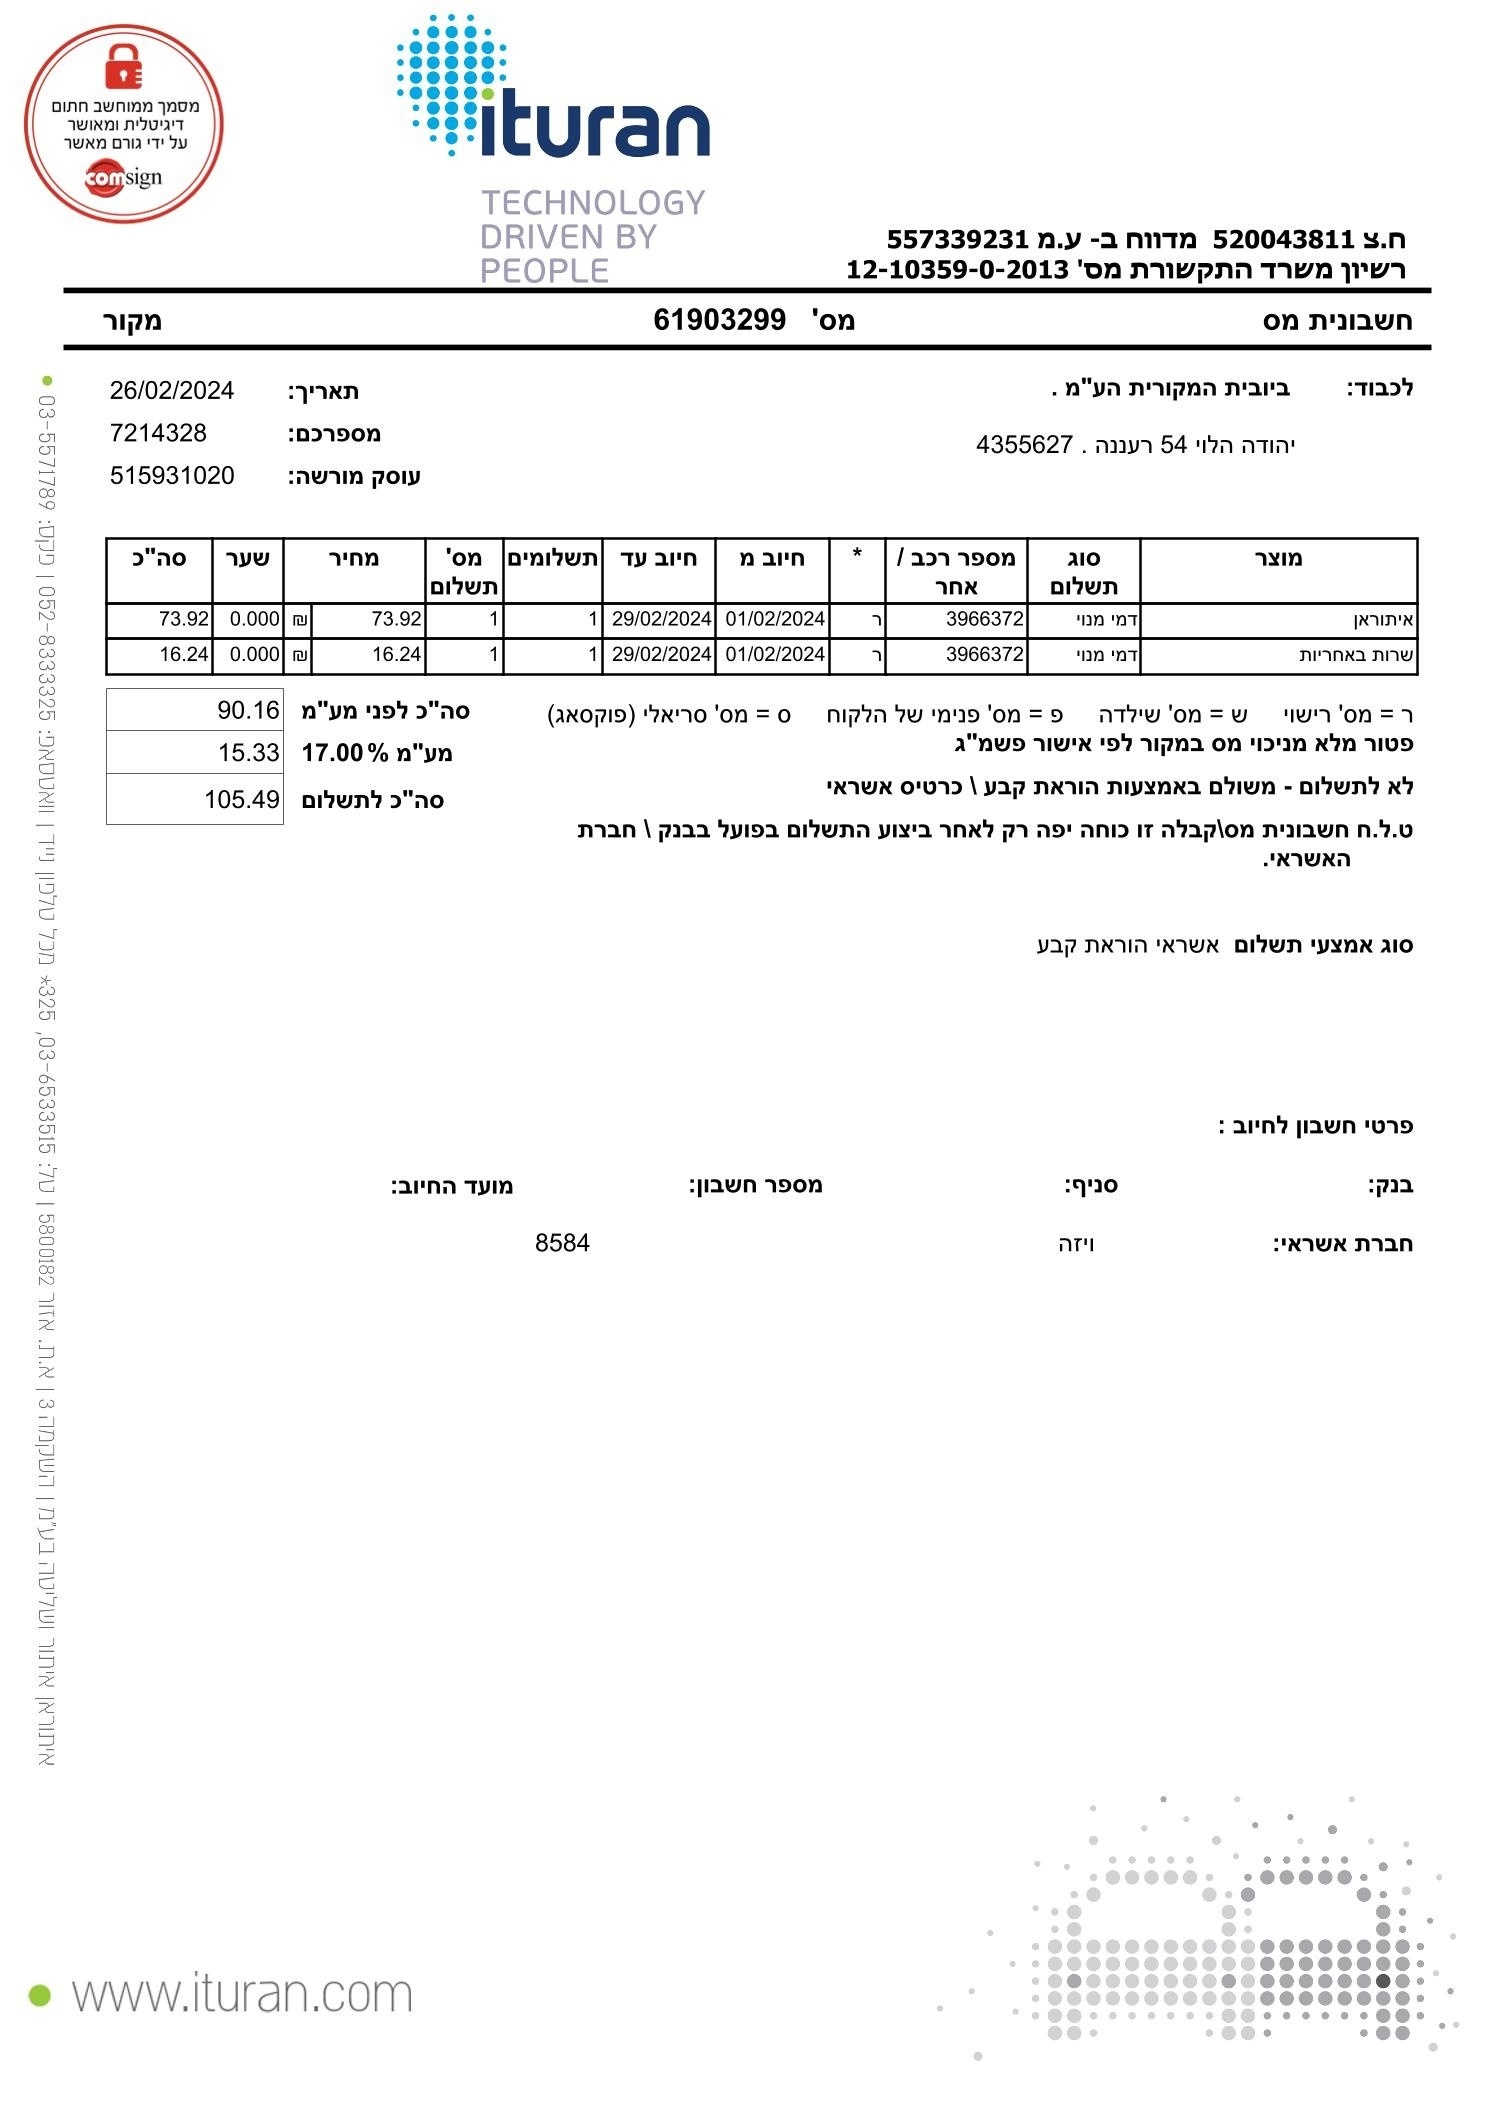 מסמך ממוחשב חתום
דיגיטלית ומאושר
על ידי גורם מאשר
comsign
ituran
TECHNOLOGY
DRIVEN BY
PEOPLE
ח.צ 520043811 מדווח ב- ע.מ 557339231
רשיון משרד התקשורת מס' 12-10359-0-2013
חשבונית מס מס' 61903299 מקור
לכבוד: ביובית המקורית הע"מ .
יהודה הלוי 54 רעננה . 4355627
תאריך: 26/02/2024
מספרכם: 7214328
עוסק מורשה: 515931020
מוצר סוג תשלום מספר רכב / אחר * חיוב מ חיוב עד תשלומים מס' תשלום מחיר שער סה"כ
איתוראן דמי מנוי 3966372 ר 01/02/2024 29/02/2024 1 1 73.92 ₪ 0.000 73.92
שרות באחריות דמי מנוי 3966372 ר 01/02/2024 29/02/2024 1 1 16.24 ₪ 0.000 16.24
ר = מס' רישוי ש = מס' שילדה פ = מס' פנימי של הלקוח ס = מס' סריאלי (פוקסאג)
פטור מלא מניכוי מס במקור לפי אישור פשמ"ג
לא לתשלום - משולם באמצעות הוראת קבע \ כרטיס אשראי
ט.ל.ח חשבונית מס\קבלה זו כוחה יפה רק לאחר ביצוע התשלום בפועל בבנק \ חברת
האשראי.
סה"כ לפני מע"מ 90.16
מע"מ 17.00% 15.33
סה"כ לתשלום 105.49
סוג אמצעי תשלום אשראי הוראת קבע
פרטי חשבון לחיוב :
בנק: סניף: מספר חשבון: מועד החיוב:
חברת אשראי: ויזה 8584
איתוראן איתור ושליטה בע"מ | השקמה 3 | א.ת. אזור 5800182 | טל: 03-6533515, 325* מכל טלפון נייד | וואטסאפ: 052-8333325 | פקס: 03-5571789
www.ituran.com